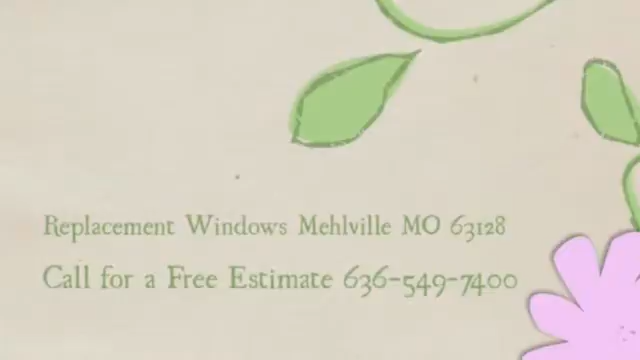 Replacement Windows Mehlville MO 63128
Call for a Free Estimate 636-549-7400